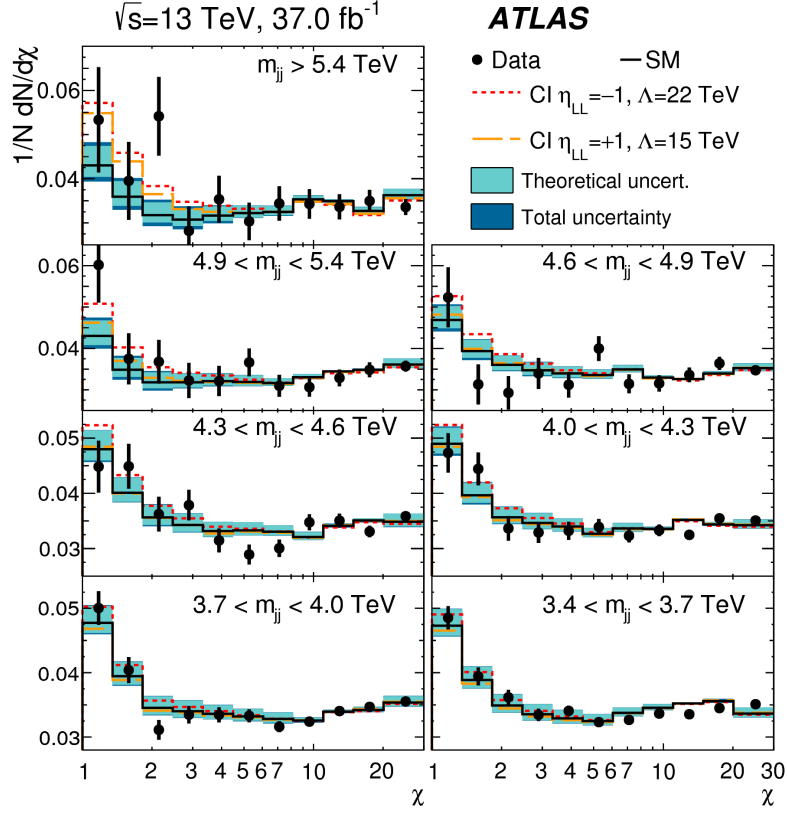 √s=13 TeV, 37.0 fb⁻¹
ATLAS
1/N dN/dχ
m_jj > 5.4 TeV
Data
SM
CI η_LL=−1, Λ=22 TeV
CI η_LL=+1, Λ=15 TeV
Theoretical uncert.
Total uncertainty
0.06
0.04
4.9 < m_jj < 5.4 TeV
4.6 < m_jj < 4.9 TeV
0.06
0.04
4.3 < m_jj < 4.6 TeV
4.0 < m_jj < 4.3 TeV
0.05
0.04
0.03
3.7 < m_jj < 4.0 TeV
3.4 < m_jj < 3.7 TeV
0.05
0.04
0.03
1 2 3 4 5 6 7 10 20
1 2 3 4 5 6 7 10 20 30
χ
χ